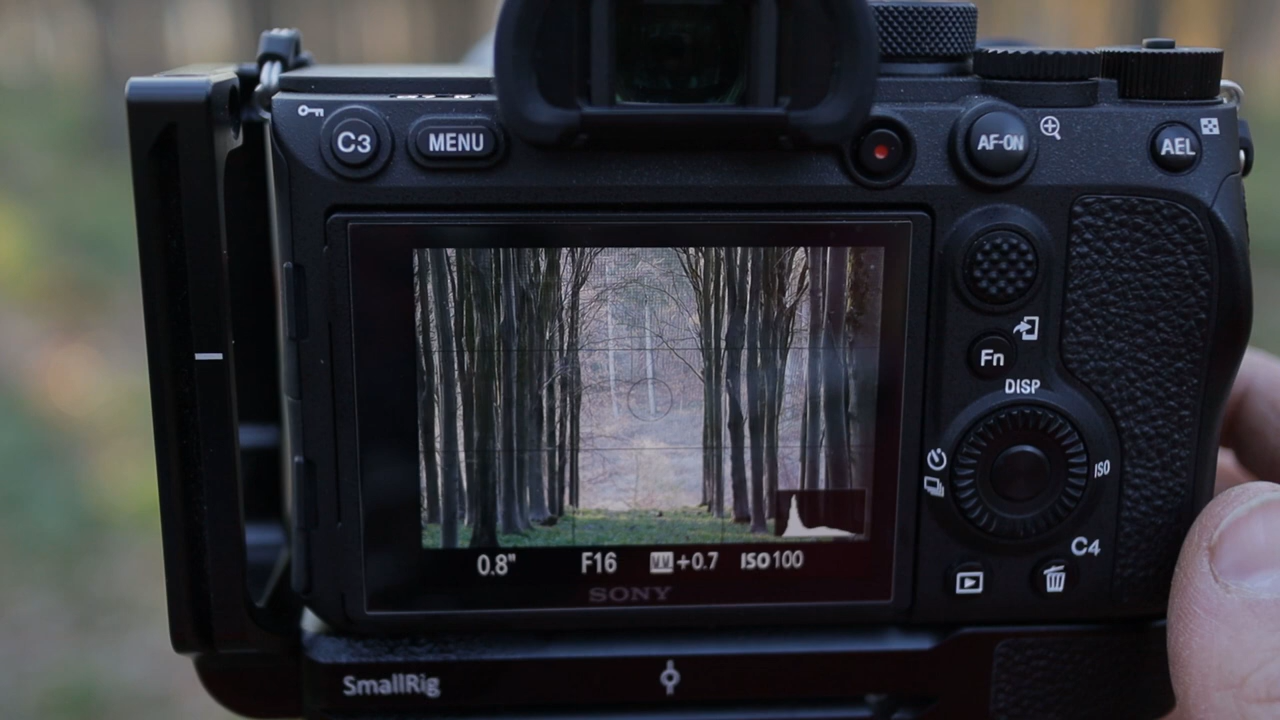 C3
MENU
AF-ON
AEL
Fn
DISP
ISO
C4
0.8" F16 +0.7 ISO100
SONY
SmallRig